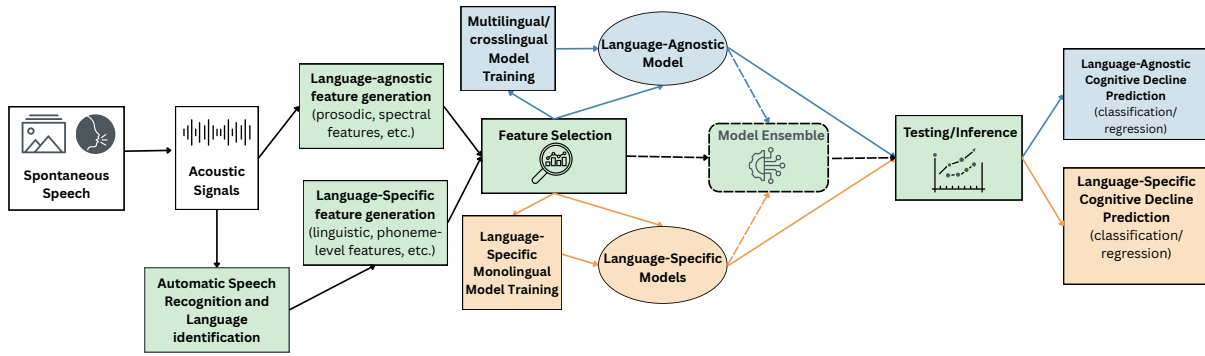 Spontaneous
Speech
Acoustic
Signals
Automatic Speech
Recognition and
Language
identification
Language-agnostic
feature generation
(prosodic, spectral
features, etc.)
Language-Specific
feature generation
(linguistic, phoneme-
level features, etc.)
Feature Selection
Multilingual/
crosslingual
Model
Training
Language-Agnostic
Model
Language-
Specific
Monolingual
Model Training
Language-Specific
Models
Model Ensemble
Testing/Inference
Language-Agnostic
Cognitive Decline
Prediction
(classification/
regression)
Language-Specific
Cognitive Decline
Prediction
(classification/
regression)